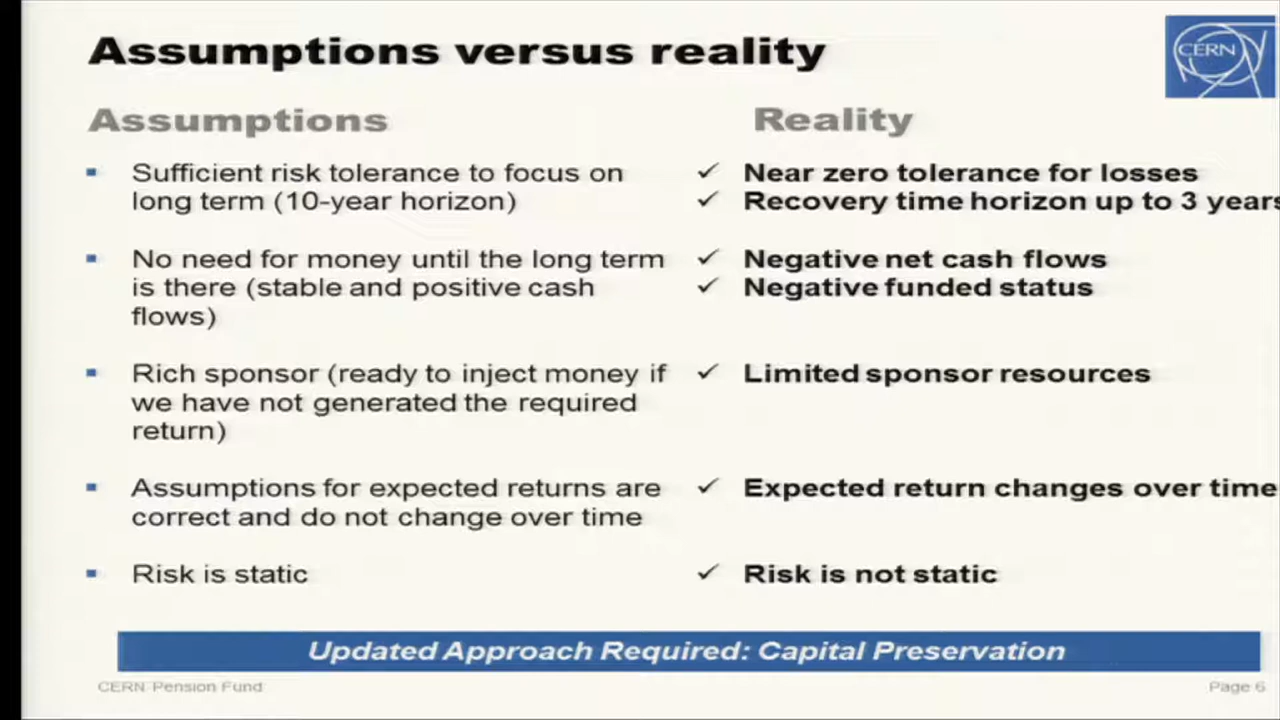 Assumptions versus reality
CERN
Assumptions
Reality
Sufficient risk tolerance to focus on
long term (10-year horizon)
Near zero tolerance for losses
Recovery time horizon up to 3 years
No need for money until the long term
is there (stable and positive cash
flows)
Negative net cash flows
Negative funded status
Rich sponsor (ready to inject money if
we have not generated the required
return)
Limited sponsor resources
Assumptions for expected returns are
correct and do not change over time
Expected return changes over time
Risk is static
Risk is not static
Updated Approach Required: Capital Preservation
CERN Pension Fund
Page 6